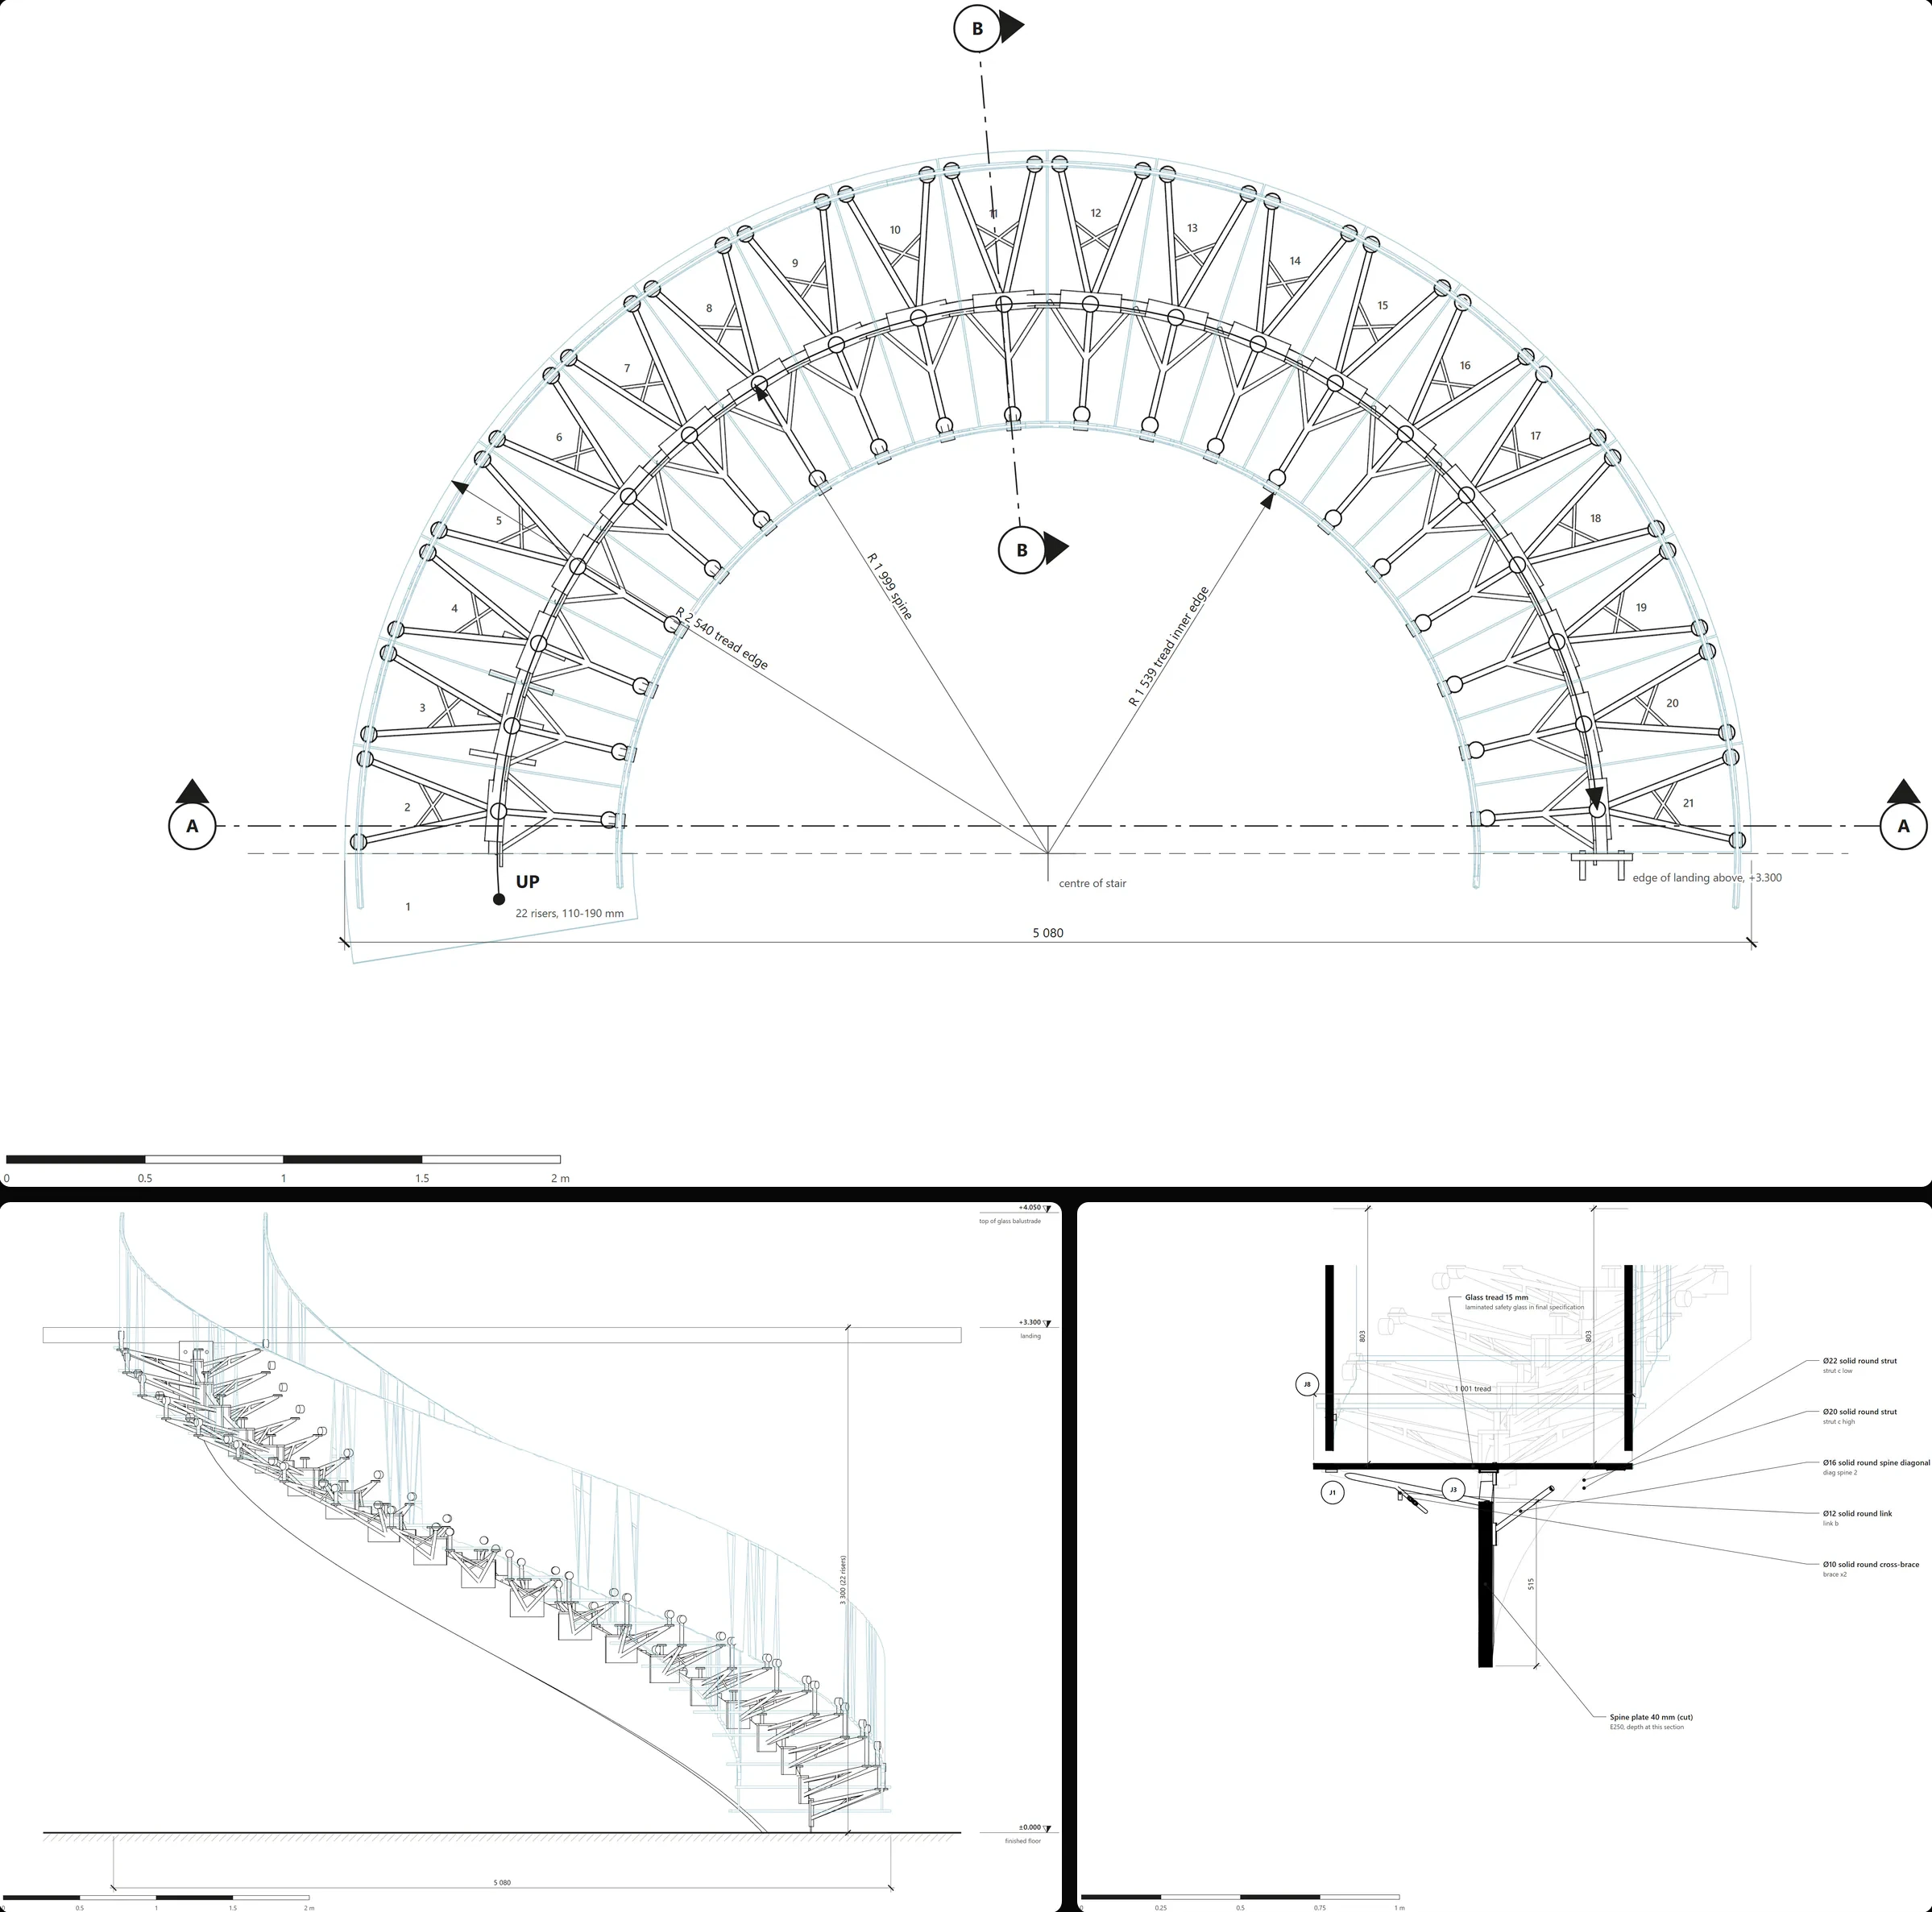 B
11
12
10
13
9
14
8
15
7
16
6
17
5
18
R 1 999 spine
B
4
R 2 540 tread edge
R 1 539 tread inner edge
19
3
20
2
21
A
A
UP
22 risers, 110-190 mm
1
centre of stair
edge of landing above, +3.300
5 080
0 0.5 1 1.5 2 m
+4.050
top of glass balustrade
+3.300
landing
3 300 (22 risers)
±0.000
finished floor
5 080
0 0.5 1 1.5 2 m
Glass tread 15 mm
laminated safety glass in final specification
803
803
J8
1 001 tread
Ø22 solid round strut
strut c low
Ø20 solid round strut
strut c high
Ø16 solid round spine diagonal
diag spine 2
J1
J3
Ø12 solid round link
link b
Ø10 solid round cross-brace
brace x2
515
Spine plate 40 mm (cut)
E250, depth at this section
0 0.25 0.5 0.75 1 m